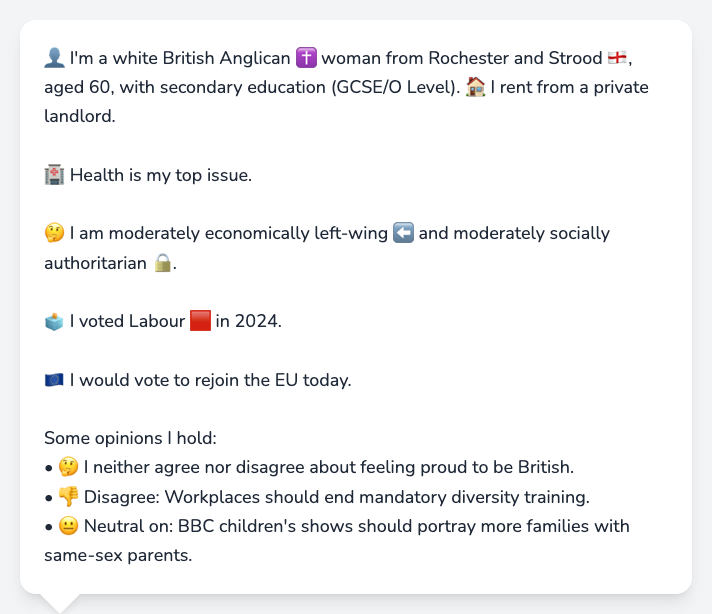 👤 I'm a white British Anglican ✝️ woman from Rochester and Strood 🏴󠁧󠁢󠁥󠁮󠁧󠁿,
aged 60, with secondary education (GCSE/O Level). 🏠 I rent from a private
landlord.
🏥 Health is my top issue.
🤔 I am moderately economically left-wing ⬅️ and moderately socially
authoritarian 🔒.
🗳️ I voted Labour 🟥 in 2024.
🇪🇺 I would vote to rejoin the EU today.
Some opinions I hold:
• 🤔 I neither agree nor disagree about feeling proud to be British.
• 👎 Disagree: Workplaces should end mandatory diversity training.
• 😐 Neutral on: BBC children's shows should portray more families with
same-sex parents.